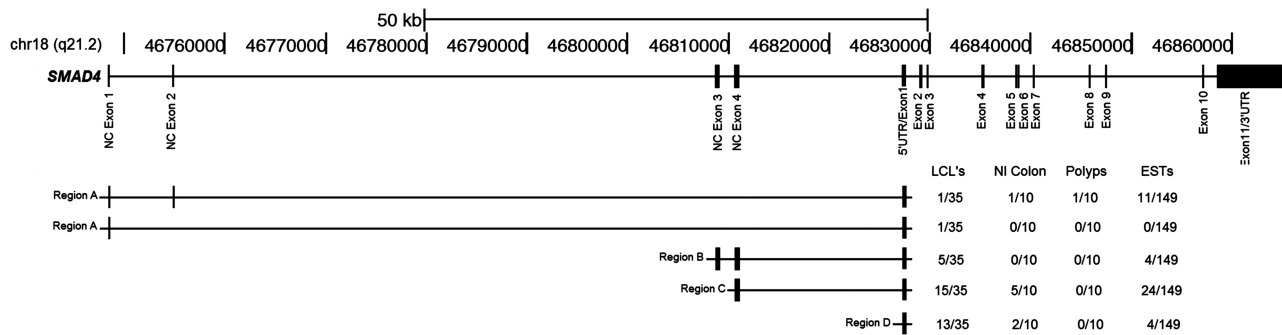 50 kb
chr18 (q21.2) 46760000 46770000 46780000 46790000 46800000 46810000 46820000 46830000 46840000 46850000 46860000
SMAD4
NC Exon 1
NC Exon 2
NC Exon 3
NC Exon 4
5'UTR/Exon1
Exon 2
Exon 3
Exon 4
Exon 5
Exon 6
Exon 7
Exon 8
Exon 9
Exon 10
Exon11/3'UTR
LCL's NI Colon Polyps ESTs
Region A 1/35 1/10 1/10 11/149
Region A 1/35 0/10 0/10 0/149
Region B 5/35 0/10 0/10 4/149
Region C 15/35 5/10 0/10 24/149
Region D 13/35 2/10 0/10 4/149